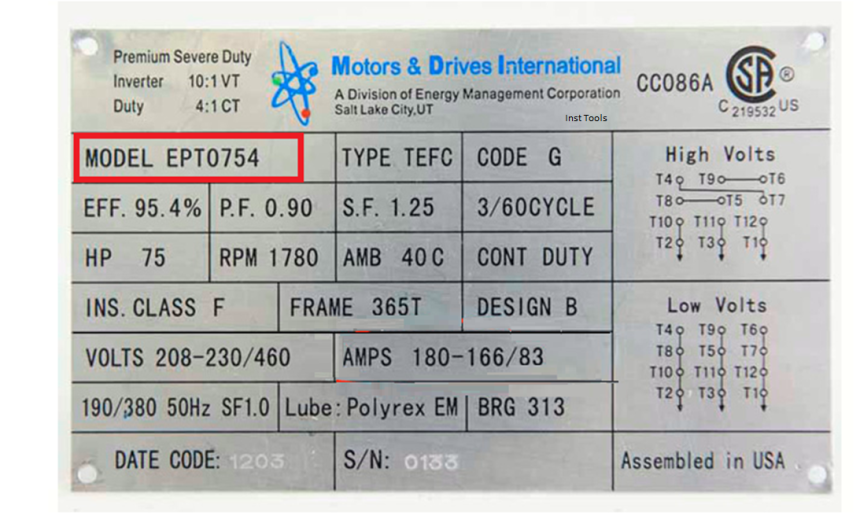 Premium Severe Duty
Inverter 10:1 VT
Duty 4:1 CT
Motors & Drives International
A Division of Energy Management Corporation
Salt Lake City,UT
Inst Tools
CC086A
SA ®
C 219532 US
MODEL EPT0754
TYPE TEFC
CODE G
EFF. 95.4%
P.F. 0.90
S.F. 1.25
3/60CYCLE
HP 75
RPM 1780
AMB 40 C
CONT DUTY
INS. CLASS F
FRAME 365T
DESIGN B
VOLTS 208-230/460
AMPS 180-166/83
190/380 50Hz SF1.0
Lube: Polyrex EM
BRG 313
DATE CODE: 1203
S/N: 0133
High Volts
T4 T9 T6
T8 T5 T7
T10 T11 T12
T2 T3 T1
Low Volts
T4 T9 T6
T8 T5 T7
T10 T11 T12
T2 T3 T1
Assembled in USA